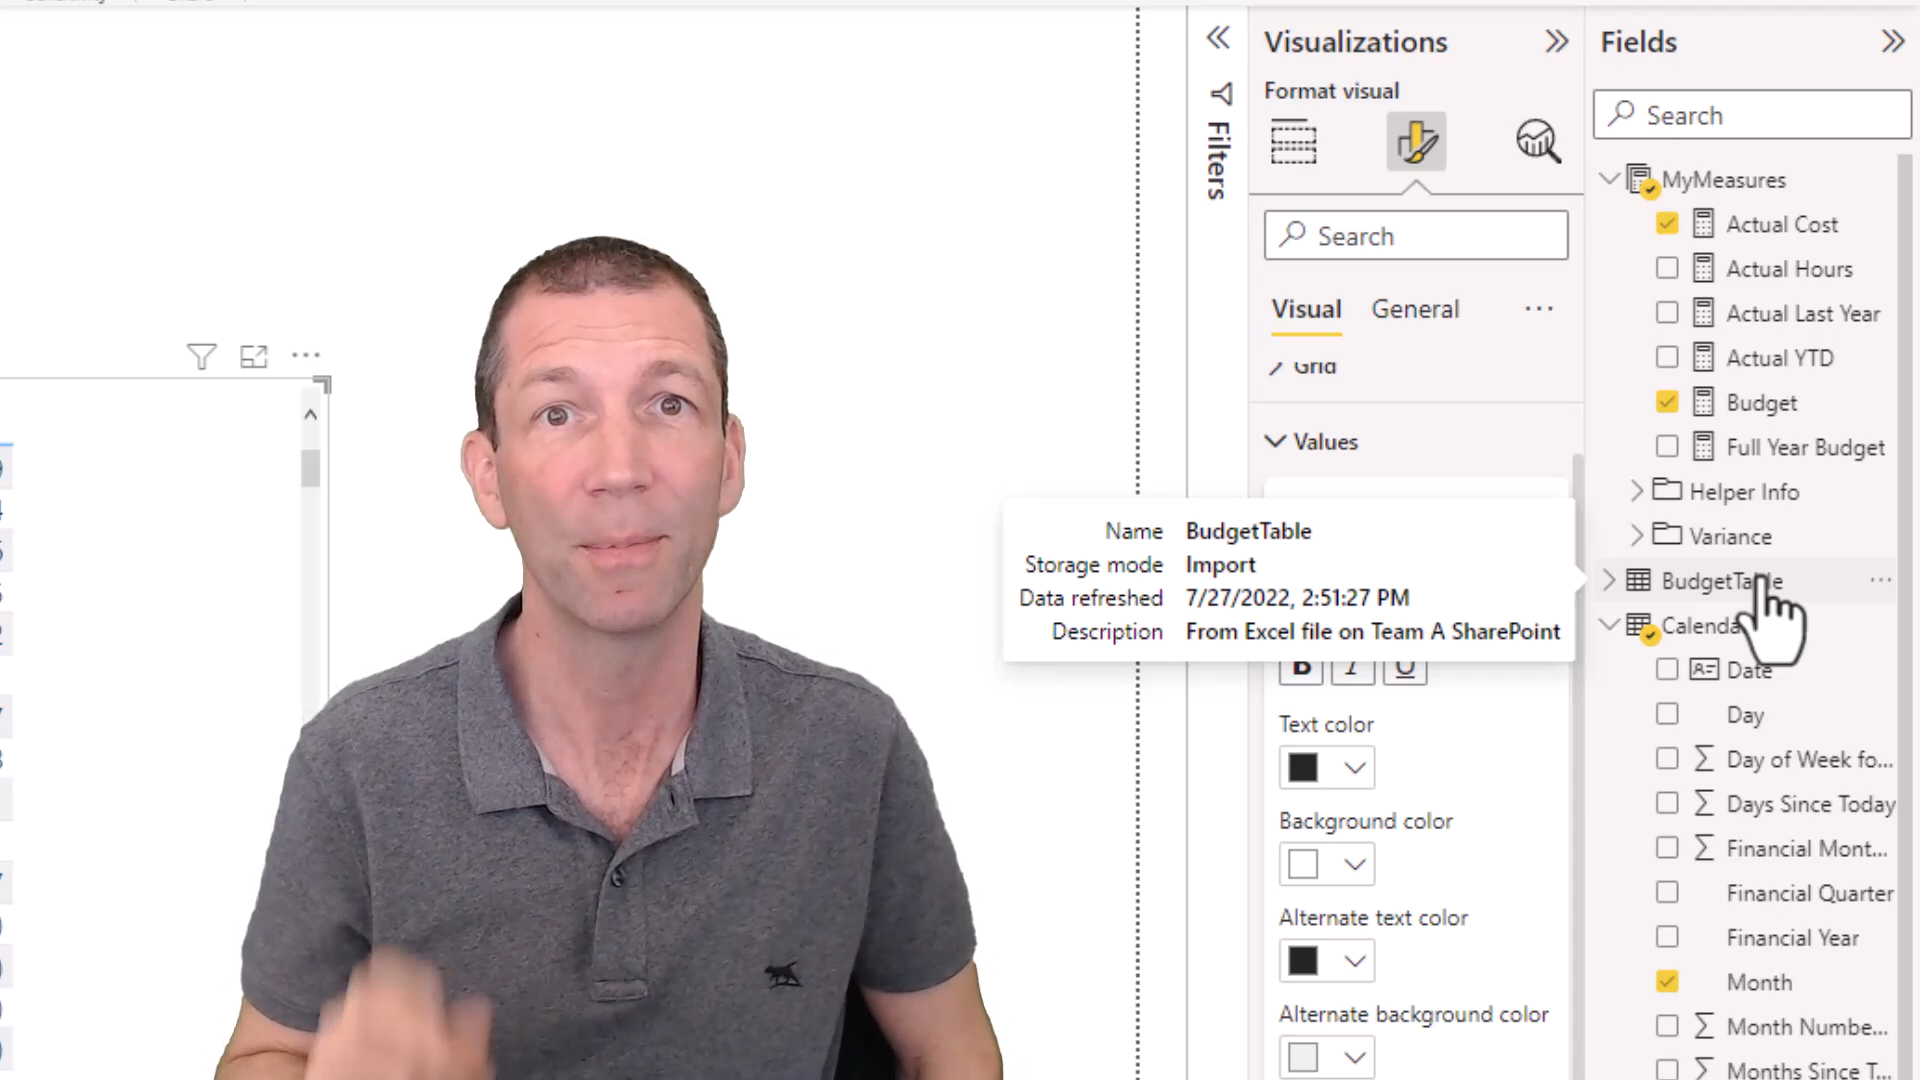 Visualizations
Fields
Format visual
Filters
Search
Search
Visual General ...
Grid
Values
Name BudgetTable
Storage mode Import
Data refreshed 7/27/2022, 2:51:27 PM
Description From Excel file on Team A SharePoint
B I U
Text color
Background color
Alternate text color
Alternate background color
MyMeasures
Actual Cost
Actual Hours
Actual Last Year
Actual YTD
Budget
Full Year Budget
Helper Info
Variance
BudgetTable
Date
Day
Day of Week fo...
Days Since Today
Financial Mont...
Financial Quarter
Financial Year
Month
Month Numbe...
Months Since T...